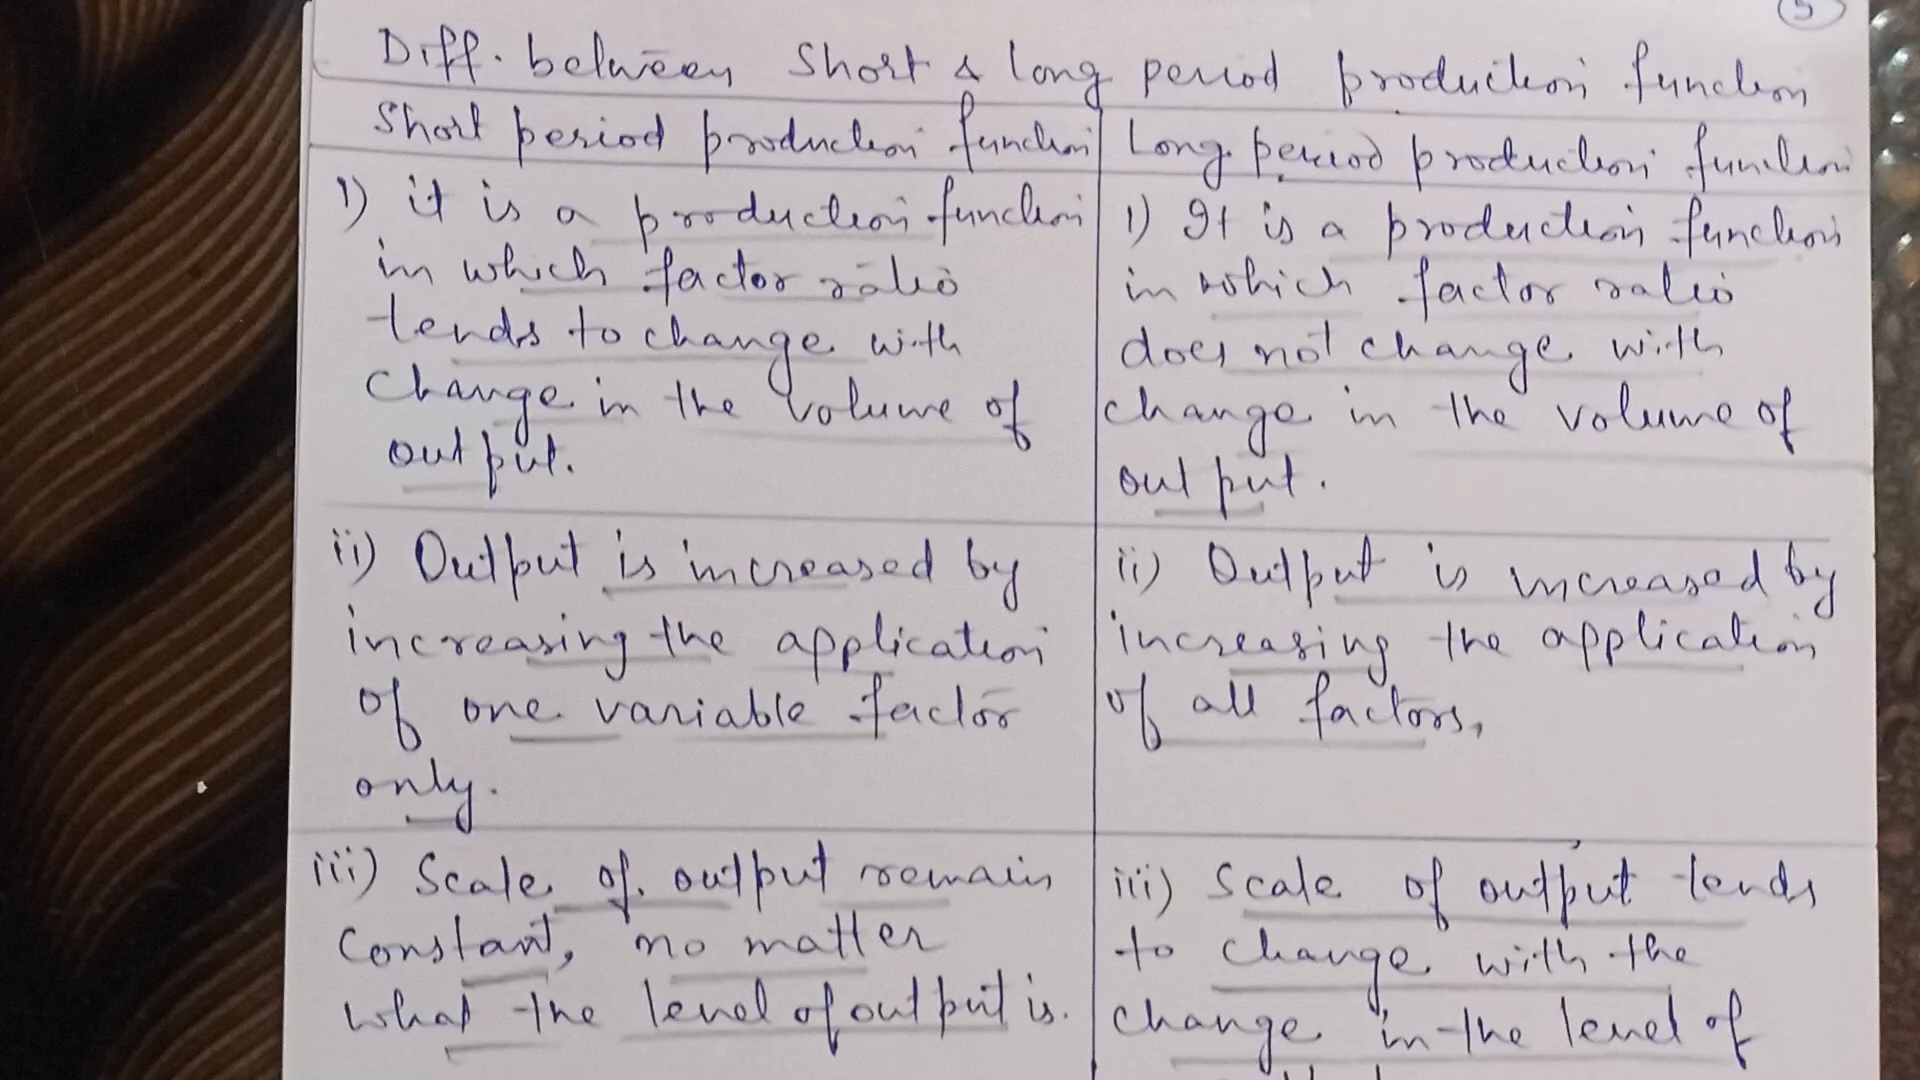 5
Diff. between Short & long period production function
Short period production function
1) it is a production function
in which factor ratio
tends to change with
change in the volume of
output.
ii) Output is increased by
increasing the application
of one variable factor
only.
iii) Scale of output remain
Constant, no matter
what the level of output is.
Long period production function
1) It is a production function
in which factor ratio
does not change with
change in the volume of
output.
ii) Output is increased by
increasing the application
of all factors,
iii) Scale of output tends
to change with the
change in the level of